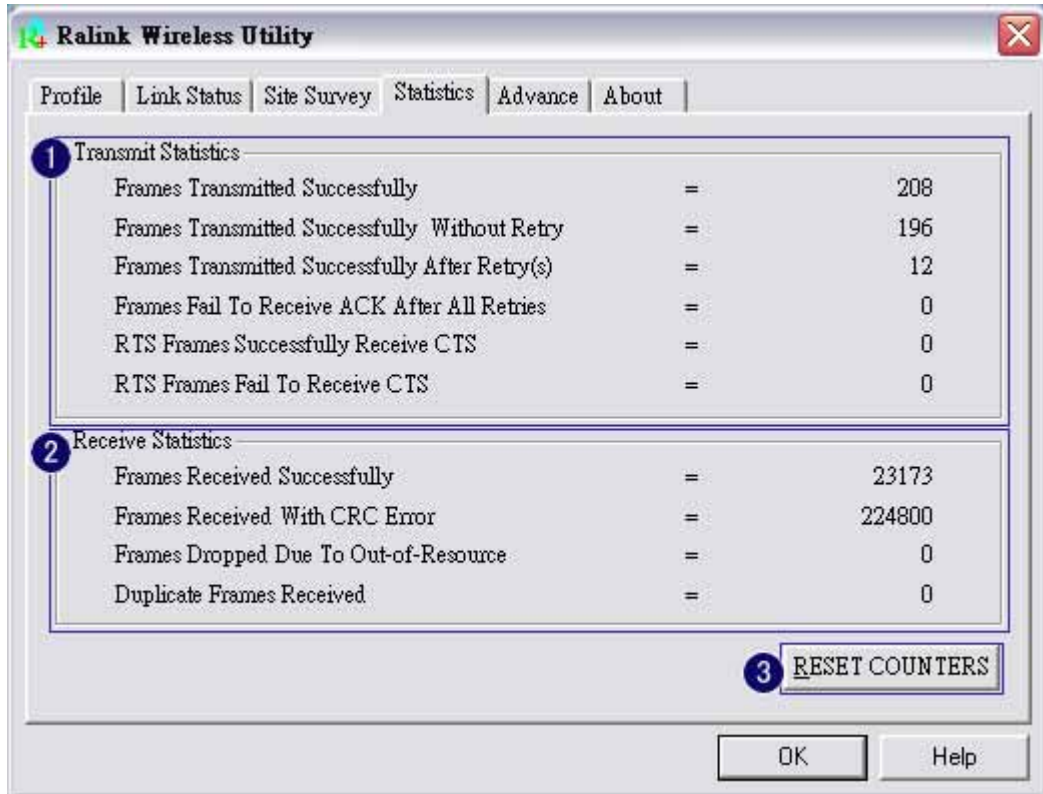 Ralink Wireless Utility
Profile Link Status Site Survey Statistics Advance About
1 Transmit Statistics
Frames Transmitted Successfully = 208
Frames Transmitted Successfully Without Retry = 196
Frames Transmitted Successfully After Retry(s) = 12
Frames Fail To Receive ACK After All Retries = 0
RTS Frames Successfully Receive CTS = 0
RTS Frames Fail To Receive CTS = 0
2 Receive Statistics
Frames Received Successfully = 23173
Frames Received With CRC Error = 224800
Frames Dropped Due To Out-of-Resource = 0
Duplicate Frames Received = 0
3 RESET COUNTERS
OK Help